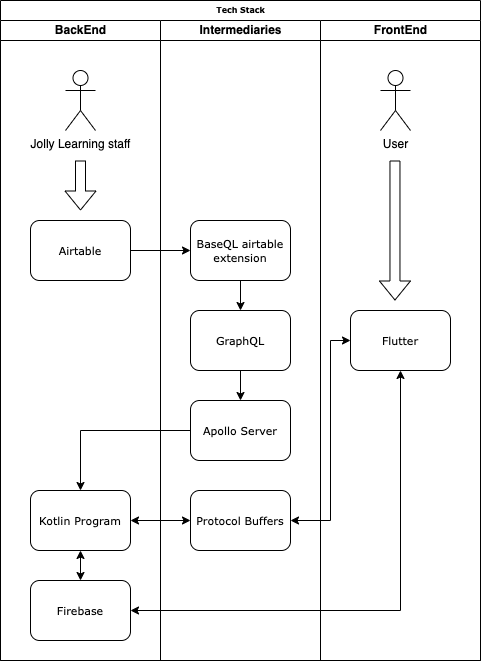 Tech Stack
BackEnd
Intermediaries
FrontEnd
Jolly Learning staff
User
Airtable
BaseQL airtable
extension
GraphQL
Flutter
Apollo Server
Kotlin Program
Protocol Buffers
Firebase